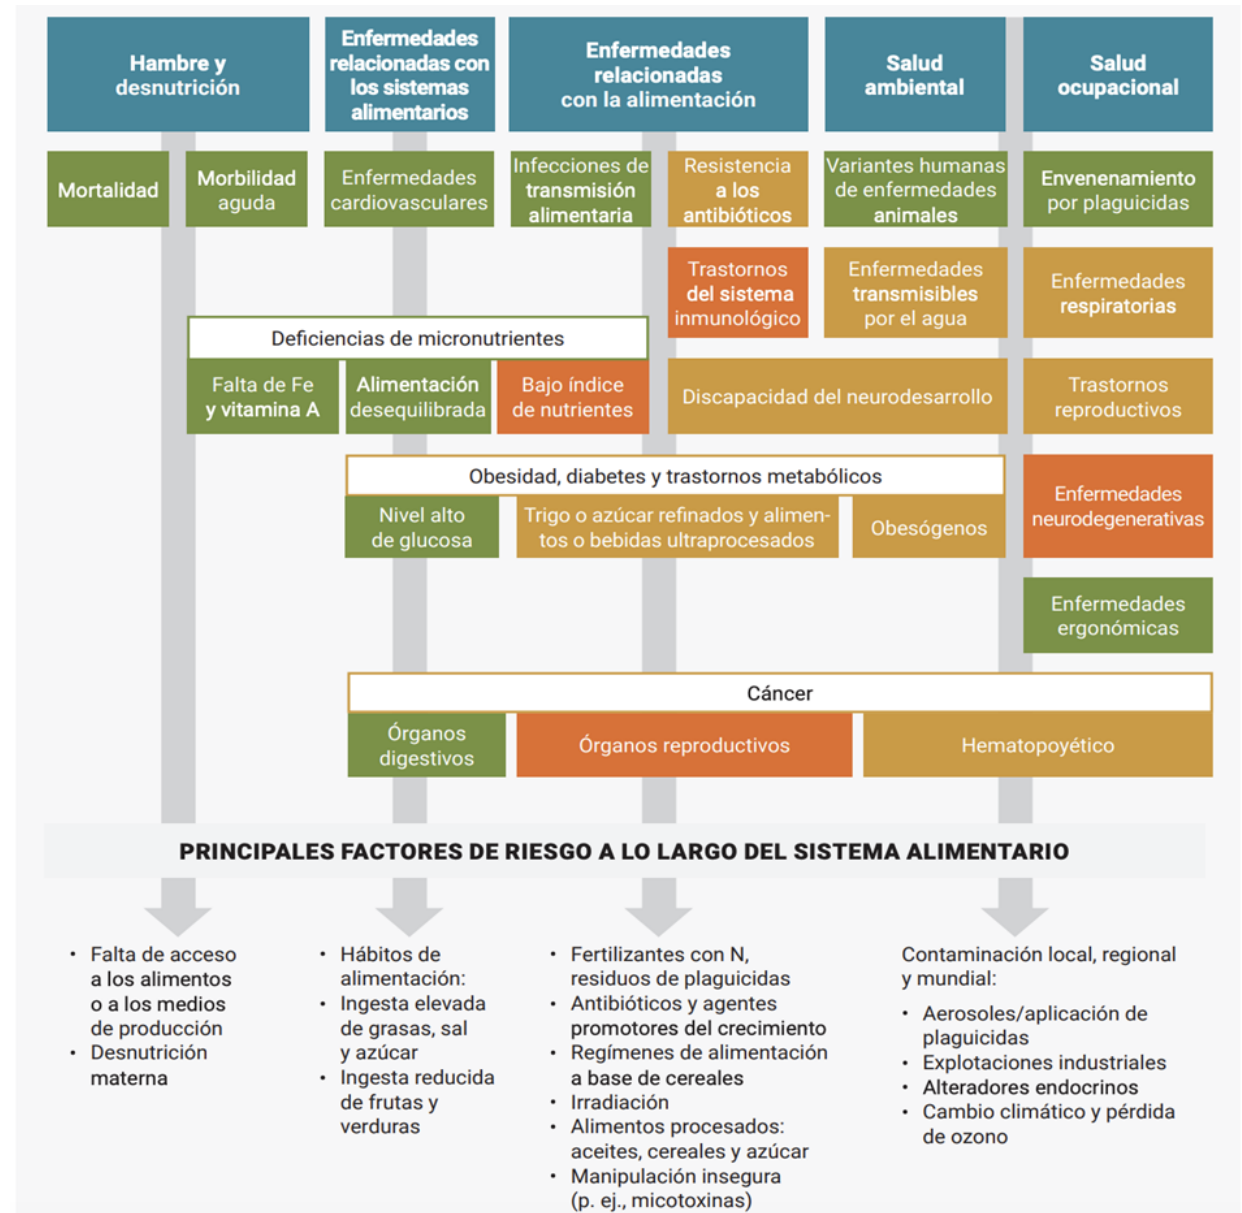 Hambre y
desnutrición
Enfermedades
relacionadas con
los sistemas
alimentarios
Enfermedades
relacionadas
con la alimentación
Salud
ambiental
Salud
ocupacional
Mortalidad
Morbilidad
aguda
Enfermedades
cardiovasculares
Infecciones de
transmisión
alimentaria
Resistencia
a los
antibióticos
Variantes humanas
de enfermedades
animales
Envenenamiento
por plaguicidas
Trastornos
del sistema
inmunológico
Enfermedades
transmisibles
por el agua
Enfermedades
respiratorias
Deficiencias de micronutrientes
Falta de Fe
y vitamina A
Alimentación
desequilibrada
Bajo índice
de nutrientes
Discapacidad del neurodesarrollo
Trastornos
reproductivos
Obesidad, diabetes y trastornos metabólicos
Nivel alto
de glucosa
Trigo o azúcar refinados y alimen-
tos o bebidas ultraprocesados
Obesógenos
Enfermedades
neurodegenerativas
Enfermedades
ergonómicas
Cáncer
Órganos
digestivos
Órganos reproductivos
Hematopoyético
PRINCIPALES FACTORES DE RIESGO A LO LARGO DEL SISTEMA ALIMENTARIO
• Falta de acceso
a los alimentos
o a los medios
de producción
• Desnutrición
materna
• Hábitos de
alimentación:
• Ingesta elevada
de grasas, sal
y azúcar
• Ingesta reducida
de frutas y
verduras
• Fertilizantes con N,
residuos de plaguicidas
• Antibióticos y agentes
promotores del crecimiento
• Regímenes de alimentación
a base de cereales
• Irradiación
• Alimentos procesados:
aceites, cereales y azúcar
• Manipulación insegura
(p. ej., micotoxinas)
Contaminación local, regional
y mundial:
• Aerosoles/aplicación de
plaguicidas
• Explotaciones industriales
• Alteradores endocrinos
• Cambio climático y pérdida
de ozono